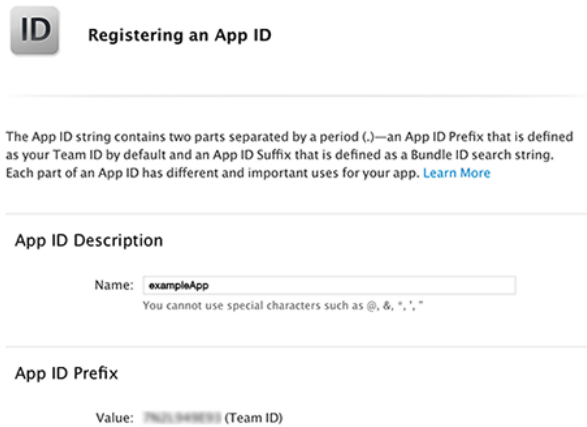 ID
Registering an App ID
The App ID string contains two parts separated by a period (.)—an App ID Prefix that is defined
as your Team ID by default and an App ID Suffix that is defined as a Bundle ID search string.
Each part of an App ID has different and important uses for your app. Learn More
App ID Description
Name: exampleApp
You cannot use special characters such as @, &, *, ', "
App ID Prefix
Value: (Team ID)